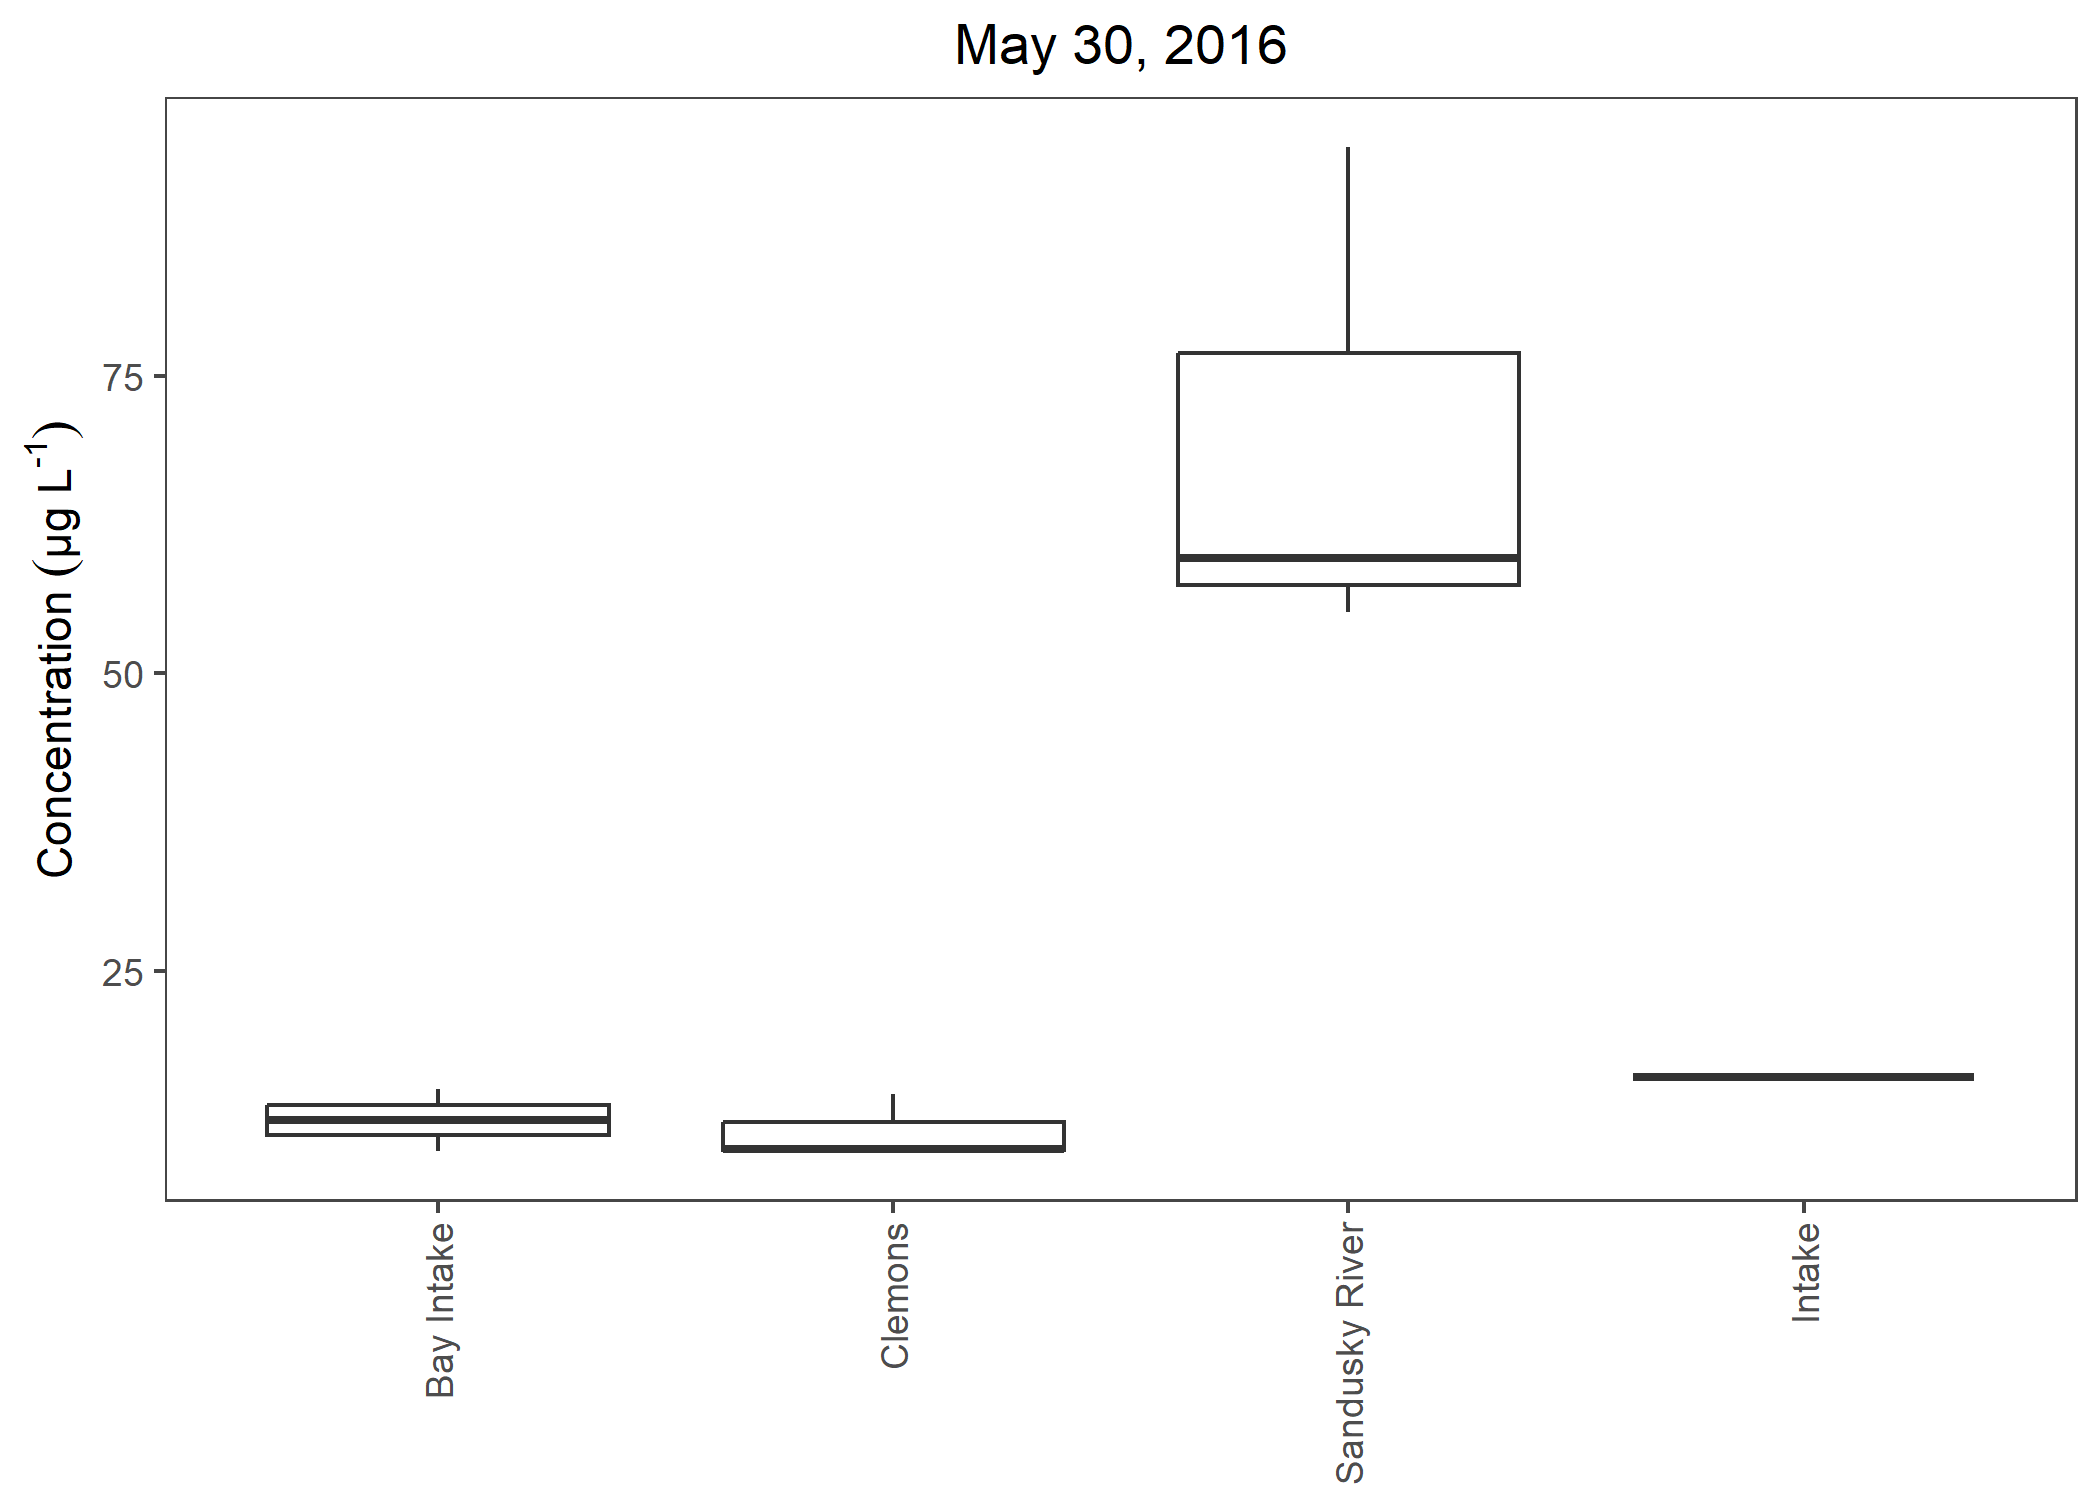 May 30, 2016
Concentration (µg L⁻¹)
75
50
25
Bay Intake
Clemons
Sandusky River
Intake